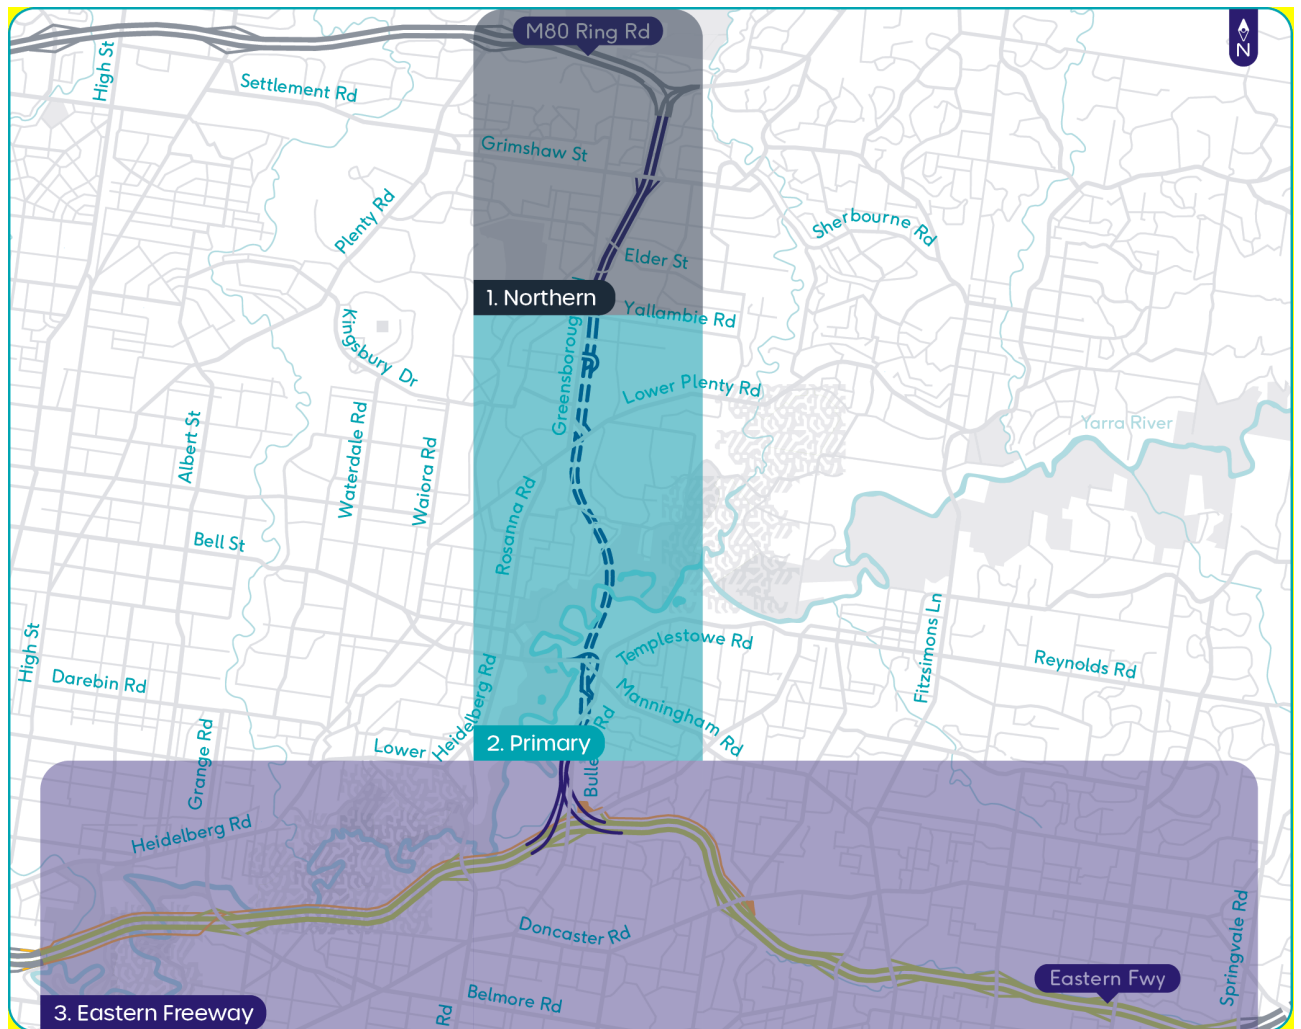 M80 Ring Rd
N
High St
Settlement Rd
Grimshaw St
Plenty Rd
Sherbourne Rd
Elder St
1. Northern
Yallambie Rd
Kingsbury Dr
Greensboroug
Lower Plenty Rd
Albert St
Waterdale Rd
Waiora Rd
Yarra River
Rosanna Rd
Bell St
High St
Darebin Rd
Templestowe Rd
Fitzsimons Ln
Reynolds Rd
Manningham Rd
Lower Heidelberg Rd
2. Primary
Bulle Rd
Grange Rd
Heidelberg Rd
Doncaster Rd
Springvale Rd
Eastern Fwy
Belmore Rd
Rd
3. Eastern Freeway